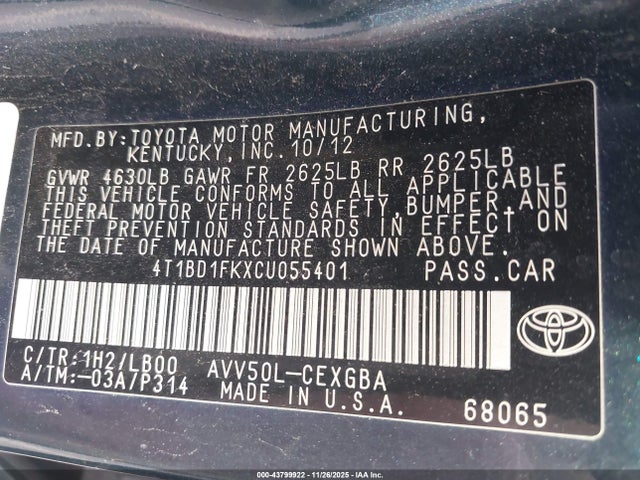 MFD.BY:TOYOTA MOTOR MANUFACTURING,
KENTUCKY, INC. 10/12
GVWR 4630LB GAWR FR 2625LB RR 2625LB
THIS VEHICLE CONFORMS TO ALL APPLICABLE
FEDERAL MOTOR VEHICLE SAFETY,BUMPER,AND
THEFT PREVENTION STANDARDS IN EFFECT ON
THE DATE OF MANUFACTURE SHOWN ABOVE.
4T1BD1FKXCU055401 PASS.CAR
C/TR:1H2/LB00 AVV50L-CEXGBA
A/TM:-03A/P314 MADE IN U.S.A. 68065
TOYOTA
000-43799922 - 11/26/2025 - IAA Inc.